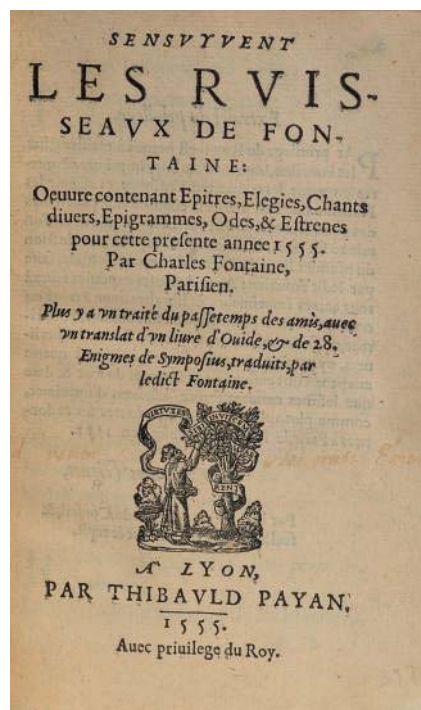 SENSVYVENT
LES RVIS-
SEAVX DE FON-
TAINE:
Oeuure contenant Epitres, Elegies, Chants
diuers, Epigrammes, Odes, & Estrenes
pour cette presente annee 1555.
Par Charles Fontaine,
Parisien.
Plus y a vn traité du passetemps des amis, auec
vn translat d'vn liure d'Ouide, & de 28.
Enigmes de Symposius, traduits, par
ledict Fontaine.
VIRTVTES
RENT
A LYON,
PAR THIBAVLD PAYAN.
1555.
Auec priuilege du Roy.